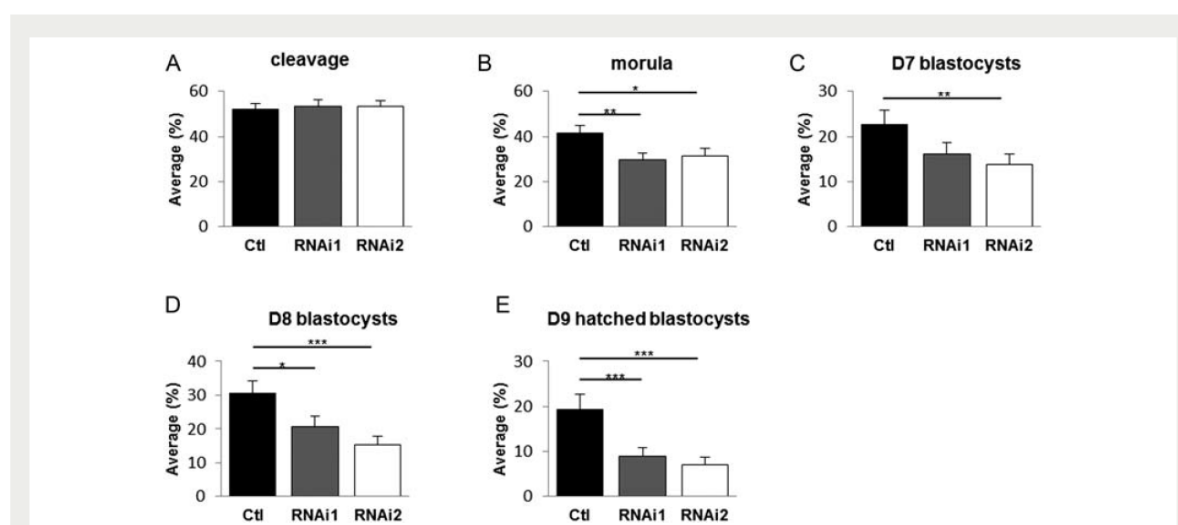 A
cleavage
Average (%)
60
40
20
0
Ctl RNAi1 RNAi2
B
morula
Average (%)
60
40
20
0
*
**
Ctl RNAi1 RNAi2
C
D7 blastocysts
Average (%)
30
20
10
0
**
Ctl RNAi1 RNAi2
D
D8 blastocysts
Average (%)
40
30
20
10
0
***
*
Ctl RNAi1 RNAi2
E
D9 hatched blastocysts
Average (%)
30
20
10
0
***
***
Ctl RNAi1 RNAi2